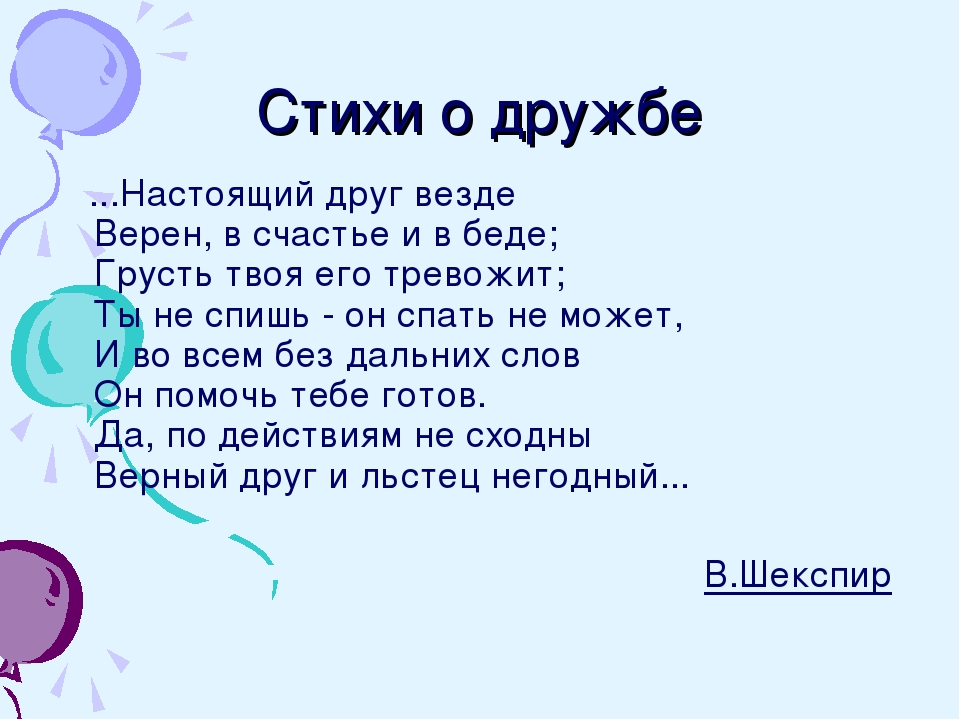 Стихи о дружбе
...Настоящий друг везде
Верен, в счастье и в беде;
Грусть твоя его тревожит;
Ты не спишь - он спать не может,
И во всем без дальних слов
Он помочь тебе готов.
Да, по действиям не сходны
Верный друг и льстец негодный...
В.Шекспир